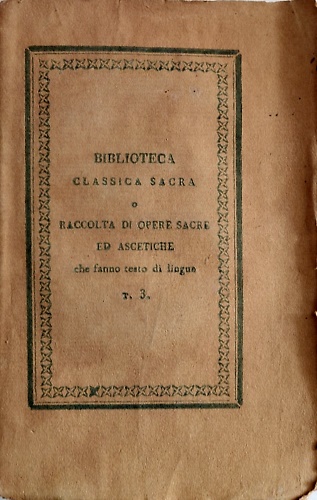 BIBLIOTECA
CLASSICA SACRA
O
RACCOLTA DI OPERE SACRE
ED ASCETICHE
che fanno testo di lingua
T. 3.